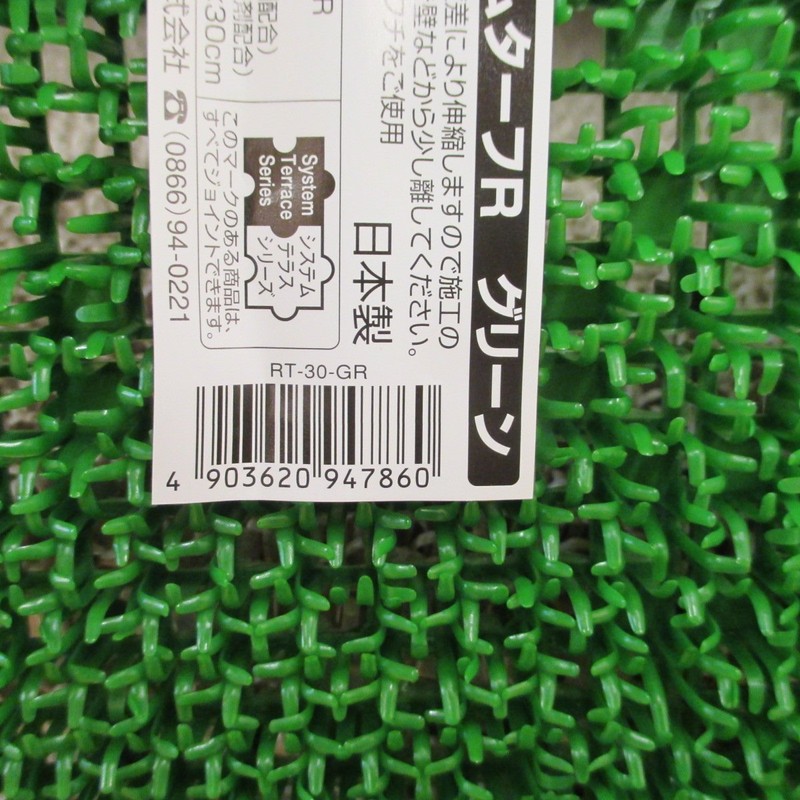 ムターフR グリーン
差により伸縮しますので施工の
壁などから少し離してください。
フチをご使用
日本製
R
配合)
剤配合)
30cm
System
Terrace
Series
システム
テラス
シリーズ
このマークのある商品は、
すべてジョイントできます。
式会社 ☎(0866)94-0221
RT-30-GR
4 903620 947860